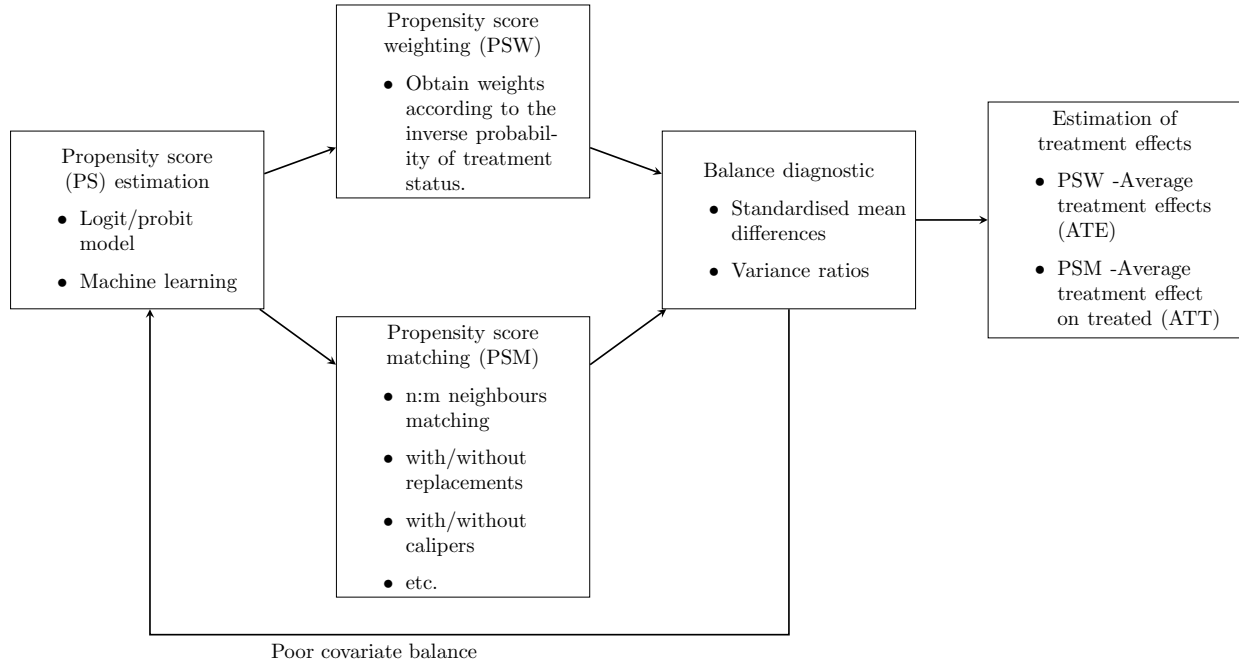 Propensity score
(PS) estimation
• Logit/probit
model
• Machine learning
Propensity score
weighting (PSW)
• Obtain weights
according to the
inverse probabil-
ity of treatment
status.
Propensity score
matching (PSM)
• n:m neighbours
matching
• with/without
replacements
• with/without
calipers
• etc.
Balance diagnostic
• Standardised mean
differences
• Variance ratios
Estimation of
treatment effects
• PSW -Average
treatment effects
(ATE)
• PSM -Average
treatment effect
on treated (ATT)
Poor covariate balance